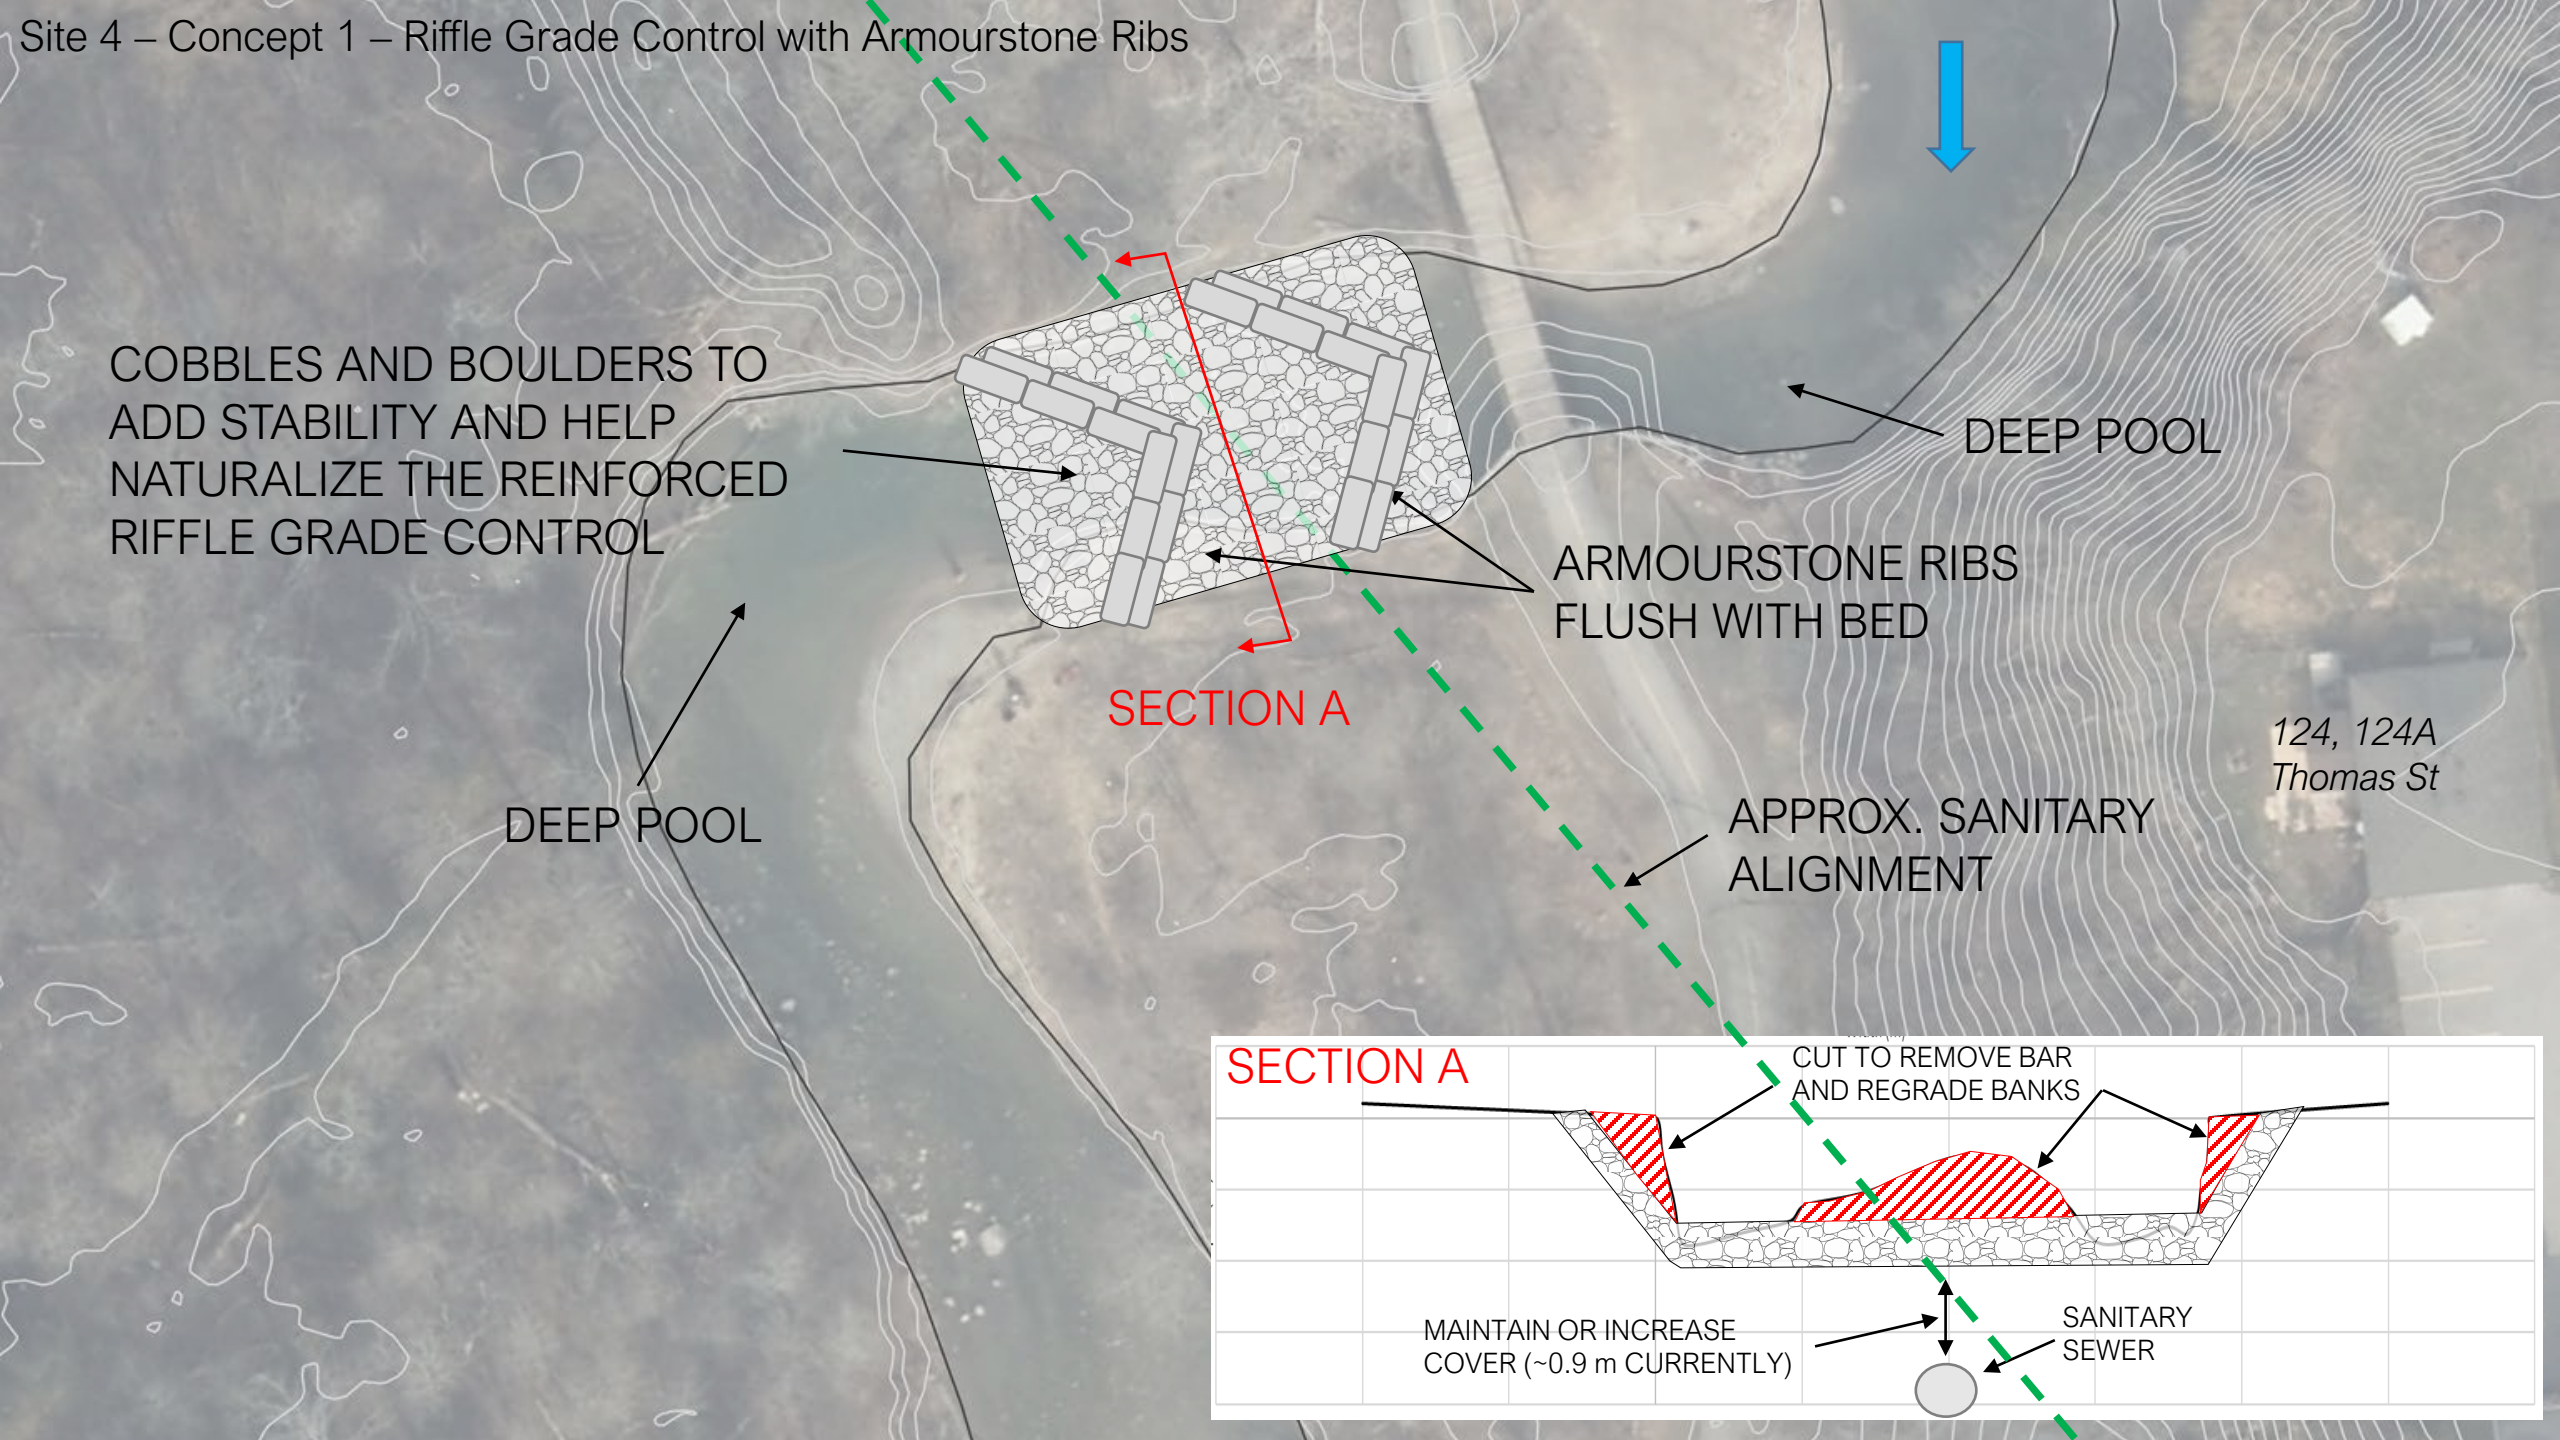 Site 4 – Concept 1 – Riffle Grade Control with Armourstone Ribs
COBBLES AND BOULDERS TO
ADD STABILITY AND HELP
NATURALIZE THE REINFORCED
RIFFLE GRADE CONTROL
DEEP POOL
ARMOURSTONE RIBS
FLUSH WITH BED
SECTION A
124, 124A
Thomas St
DEEP POOL
APPROX. SANITARY
ALIGNMENT
SECTION A
CUT TO REMOVE BAR
AND REGRADE BANKS
MAINTAIN OR INCREASE
COVER (~0.9 m CURRENTLY)
SANITARY
SEWER